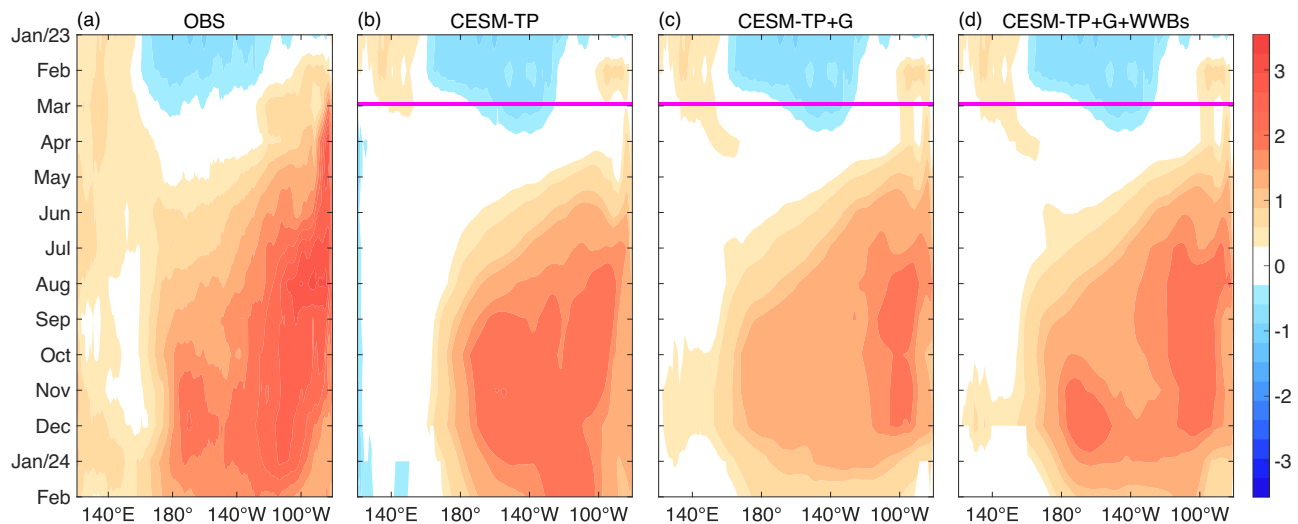 (a) OBS (b) CESM-TP (c) CESM-TP+G (d) CESM-TP+G+WWBs
Jan/23
Feb
Mar
Apr
May
Jun
Jul
Aug
Sep
Oct
Nov
Dec
Jan/24
Feb
140°E 180° 140°W 100°W 140°E 180° 140°W 100°W 140°E 180° 140°W 100°W 140°E 180° 140°W 100°W
3
2
1
0
-1
-2
-3